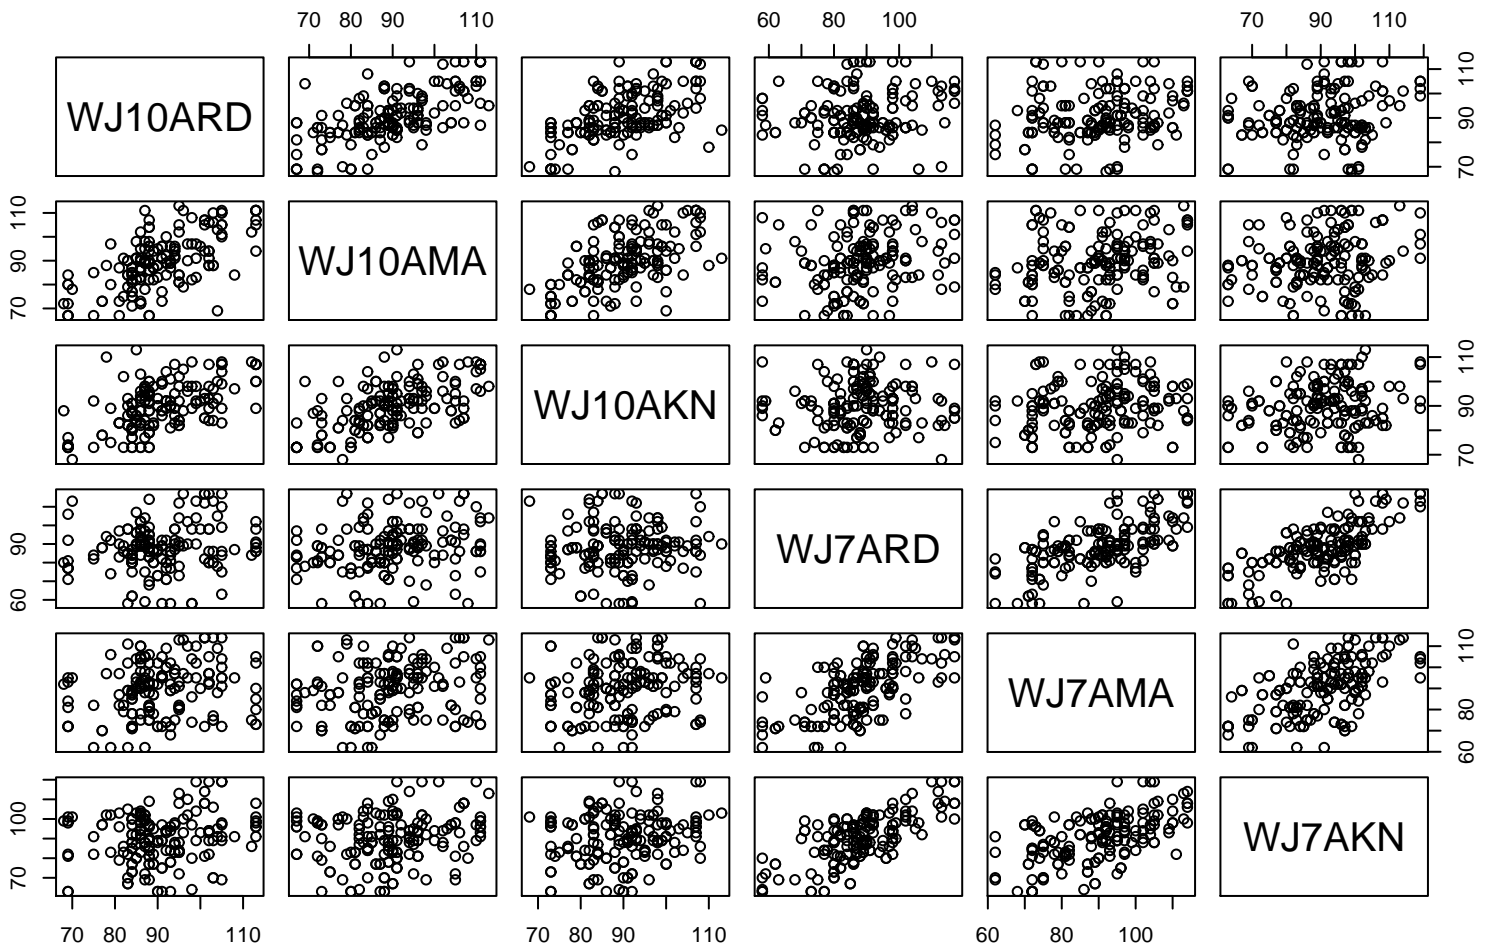 70 80 90 110 60 80 100 70 90 110
WJ10ARD 70 90 110
70 90 110 WJ10AMA
WJ10AKN 70 90 110
60 90 WJ7ARD
WJ7AMA 60 80 110
70 100 WJ7AKN
70 80 90 110 70 80 90 110 60 80 100